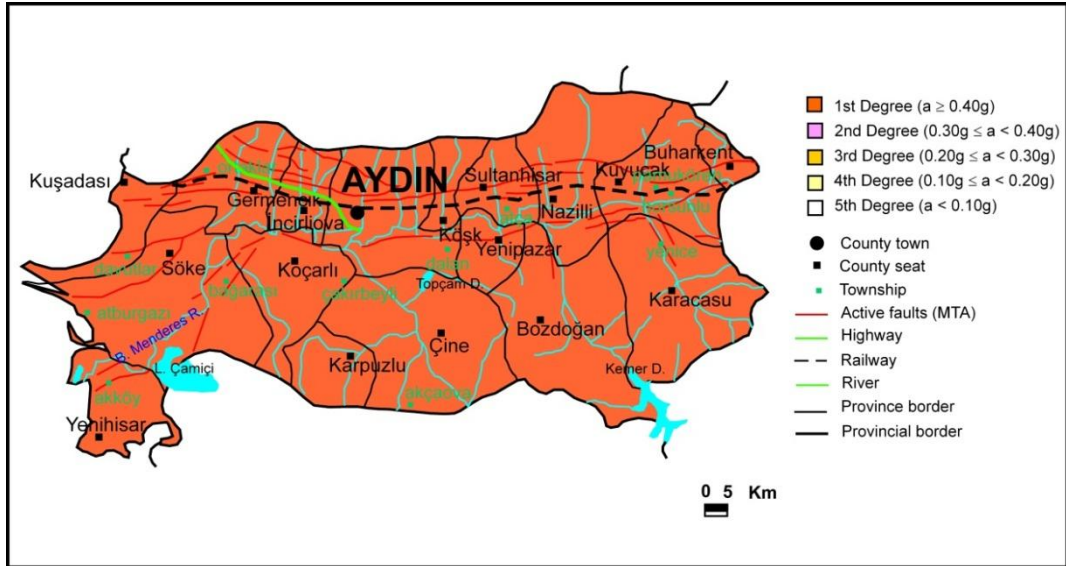 AYDIN
Kuşadası
Germencik
İncirliova
Sultanhisar
Kuyucak
Buharkent
Köşk
Yenipazar
Nazilli
yenice
davutlar
Söke
bağarası
Koçarlı
çakırbeyli
dalan
Topçam D.
Karacasu
atburgazı
B. Menderes R.
Bozdoğan
Çine
L. Çamiçi
Karpuzlu
Kemer D.
akköy
akçaova
Yenihisar
1st Degree (a ≥ 0.40g)
2nd Degree (0.30g ≤ a < 0.40g)
3rd Degree (0.20g ≤ a < 0.30g)
4th Degree (0.10g ≤ a < 0.20g)
5th Degree (a < 0.10g)
County town
County seat
Township
Active faults (MTA)
Highway
Railway
River
Province border
Provincial border
0 5 Km